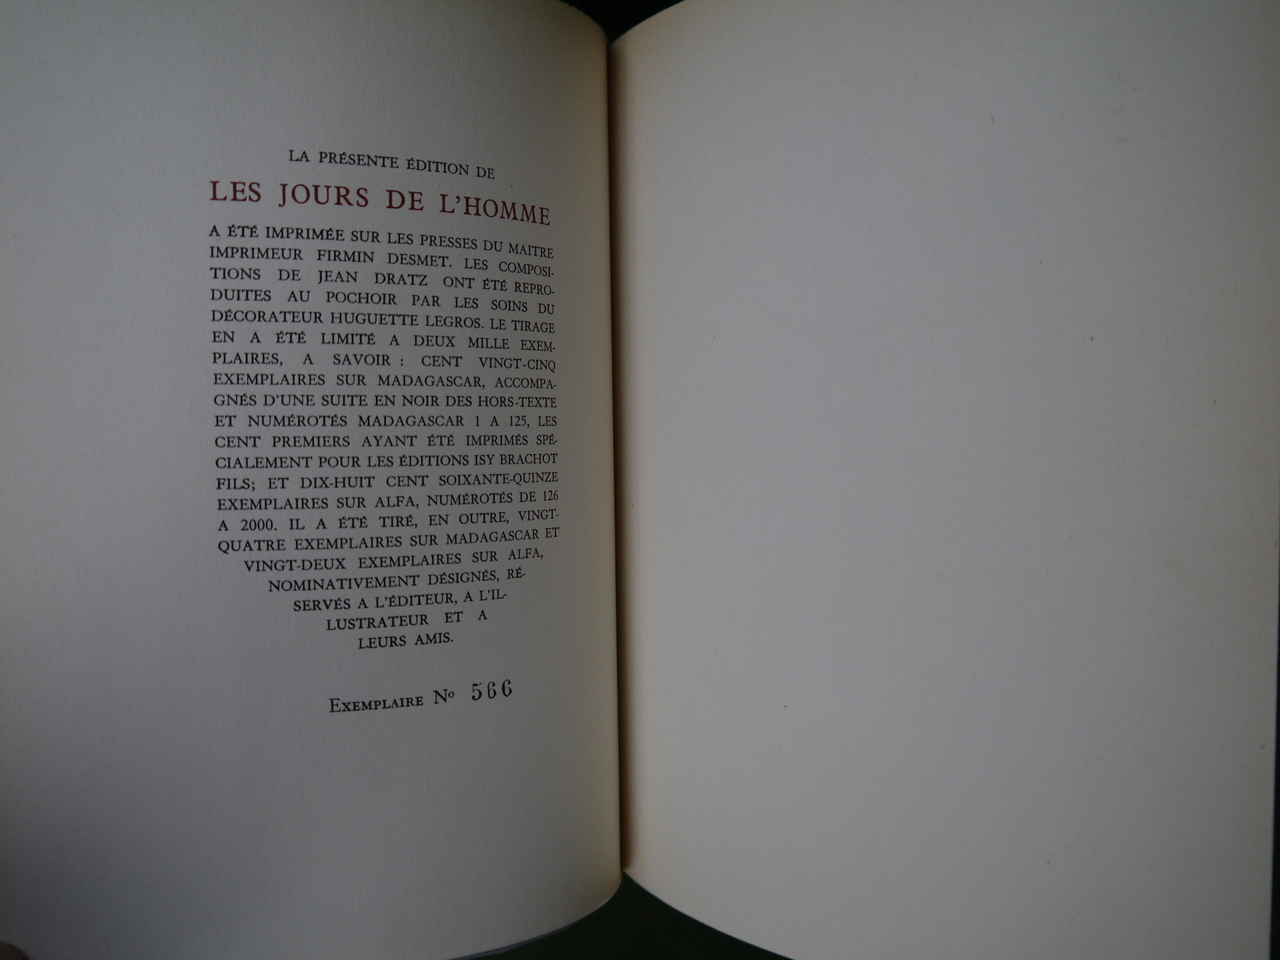 LA PRÉSENTE ÉDITION DE
LES JOURS DE L'HOMME
A ÉTÉ IMPRIMÉE SUR LES PRESSES DU MAITRE
IMPRIMEUR FIRMIN DESMET. LES COMPOSI-
TIONS DE JEAN DRATZ ONT ÉTÉ REPRO-
DUITES AU POCHOIR PAR LES SOINS DU
DÉCORATEUR HUGUETTE LEGROS. LE TIRAGE
EN A ÉTÉ LIMITÉ A DEUX MILLE EXEM-
PLAIRES, A SAVOIR : CENT VINGT-CINQ
EXEMPLAIRES SUR MADAGASCAR, ACCOMPA-
GNÉS D'UNE SUITE EN NOIR DES HORS-TEXTE
ET NUMÉROTÉS MADAGASCAR 1 A 125, LES
CENT PREMIERS AYANT ÉTÉ IMPRIMÉS SPÉ-
CIALEMENT POUR LES ÉDITIONS ISY BRACHOT
FILS; ET DIX-HUIT CENT SOIXANTE-QUINZE
EXEMPLAIRES SUR ALFA, NUMÉROTÉS DE 126
A 2000. IL A ÉTÉ TIRÉ, EN OUTRE, VINGT-
QUATRE EXEMPLAIRES SUR MADAGASCAR ET
VINGT-DEUX EXEMPLAIRES SUR ALFA,
NOMINATIVEMENT DÉSIGNÉS, RÉ-
SERVÉS A L'ÉDITEUR, A L'IL-
LUSTRATEUR ET A
LEURS AMIS.
EXEMPLAIRE Nº 566